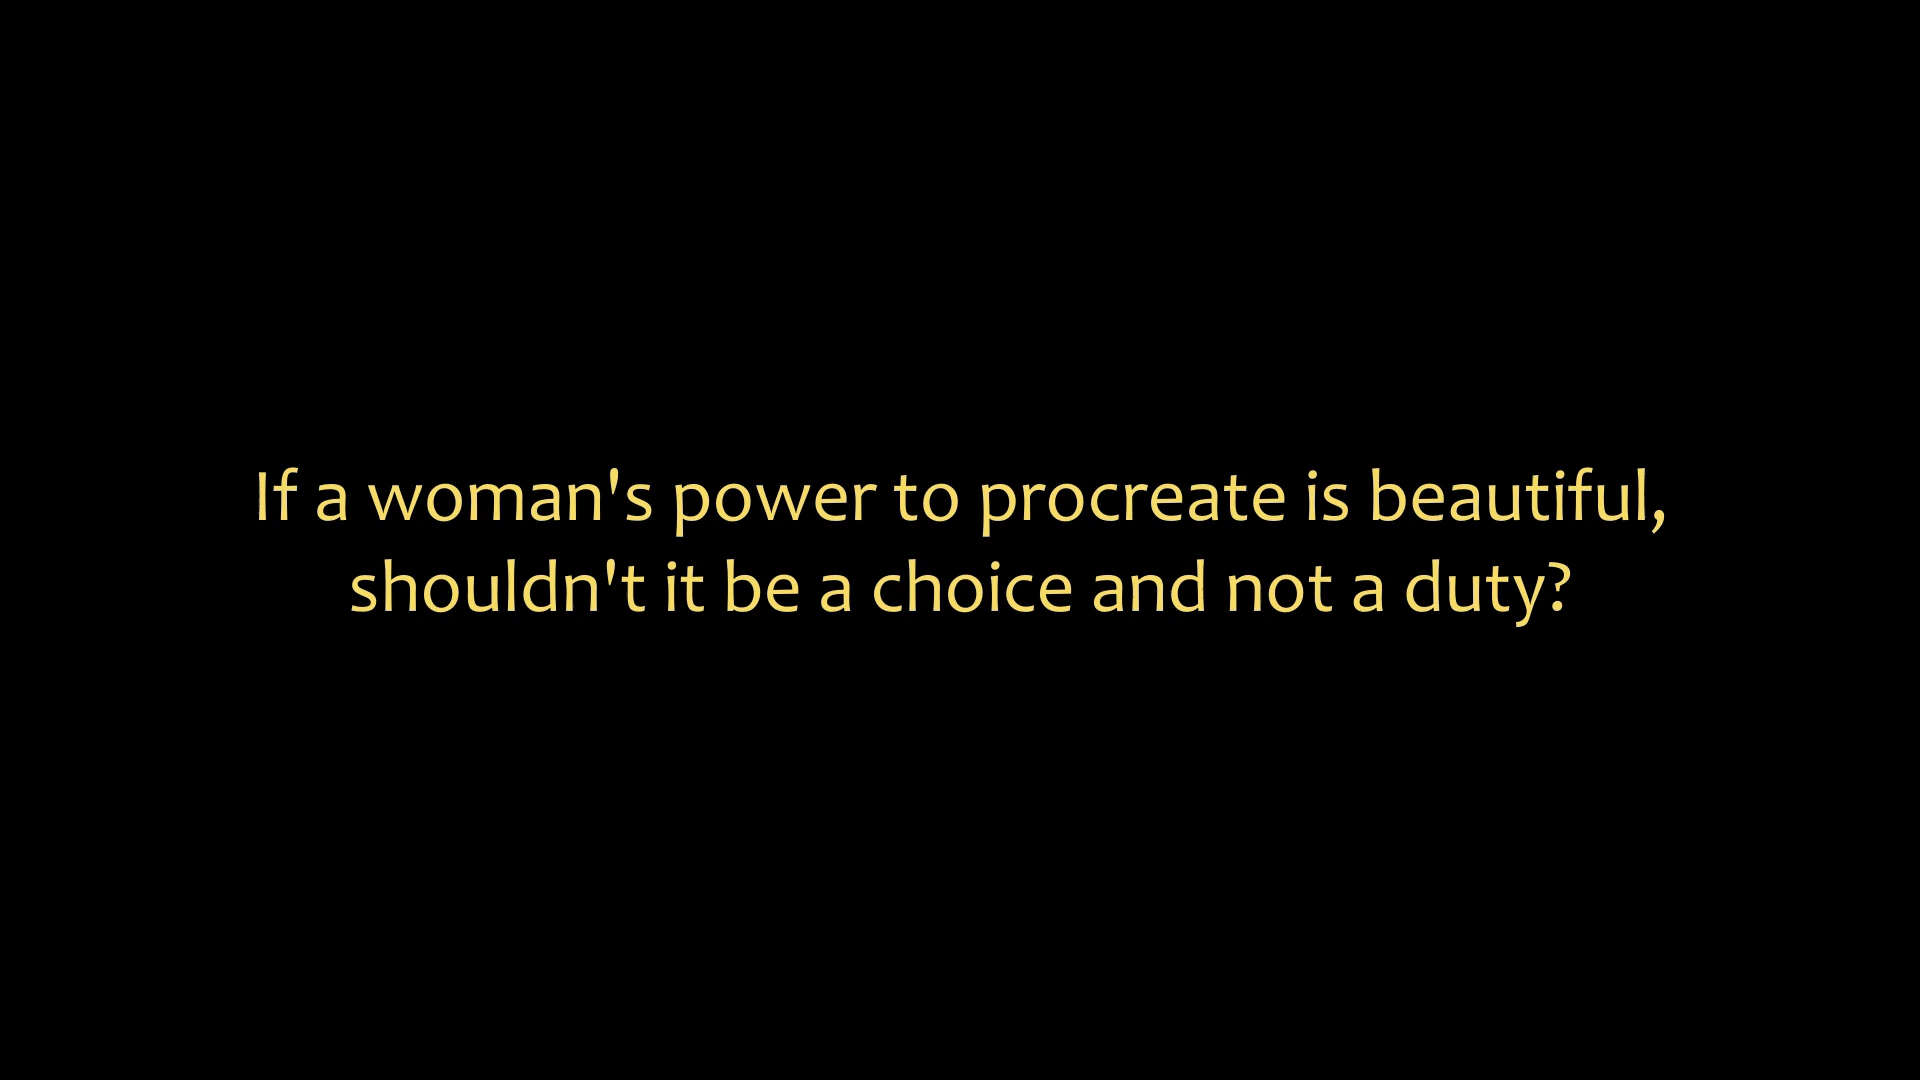 If a woman's power to procreate is beautiful,
shouldn't it be a choice and not a duty?